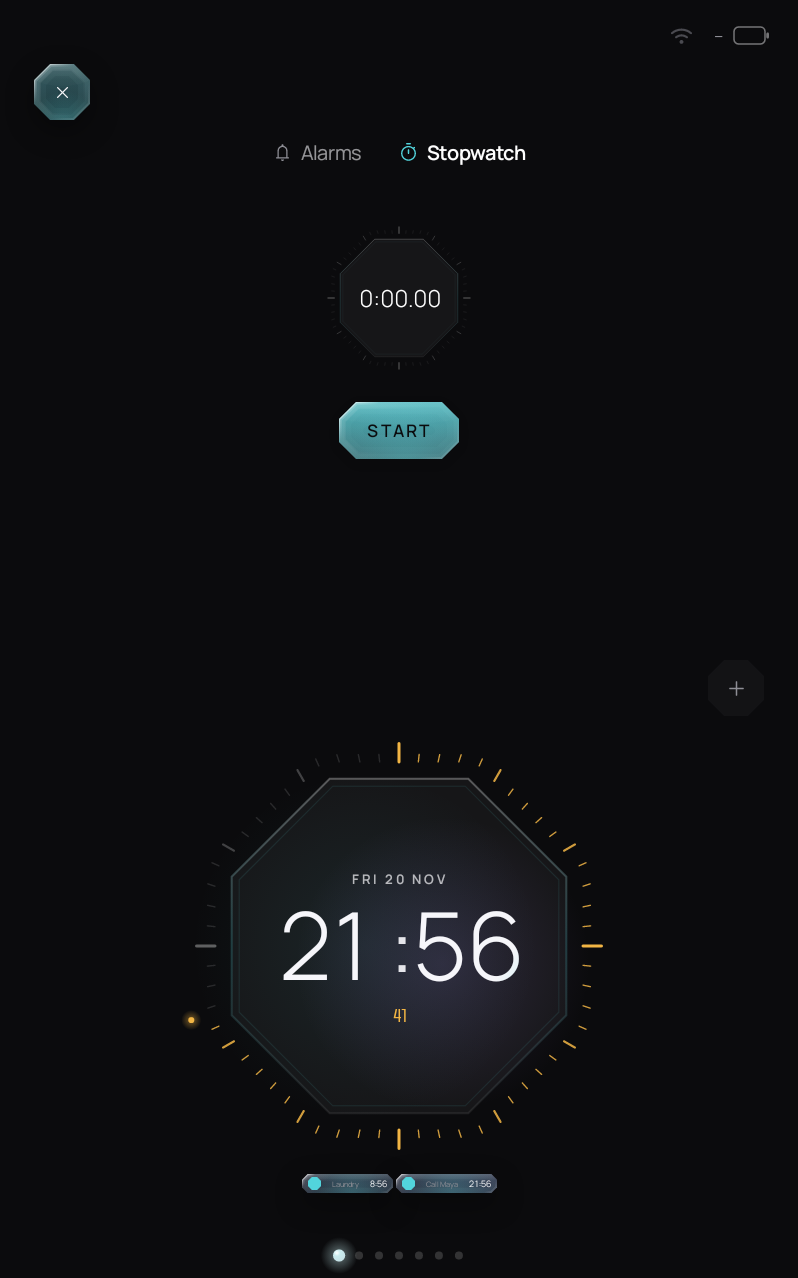 –
Alarms Stopwatch
0:00.00
START
FRI 20 NOV
21 :56
41
Laundry 8:56 Call Maya 21:56